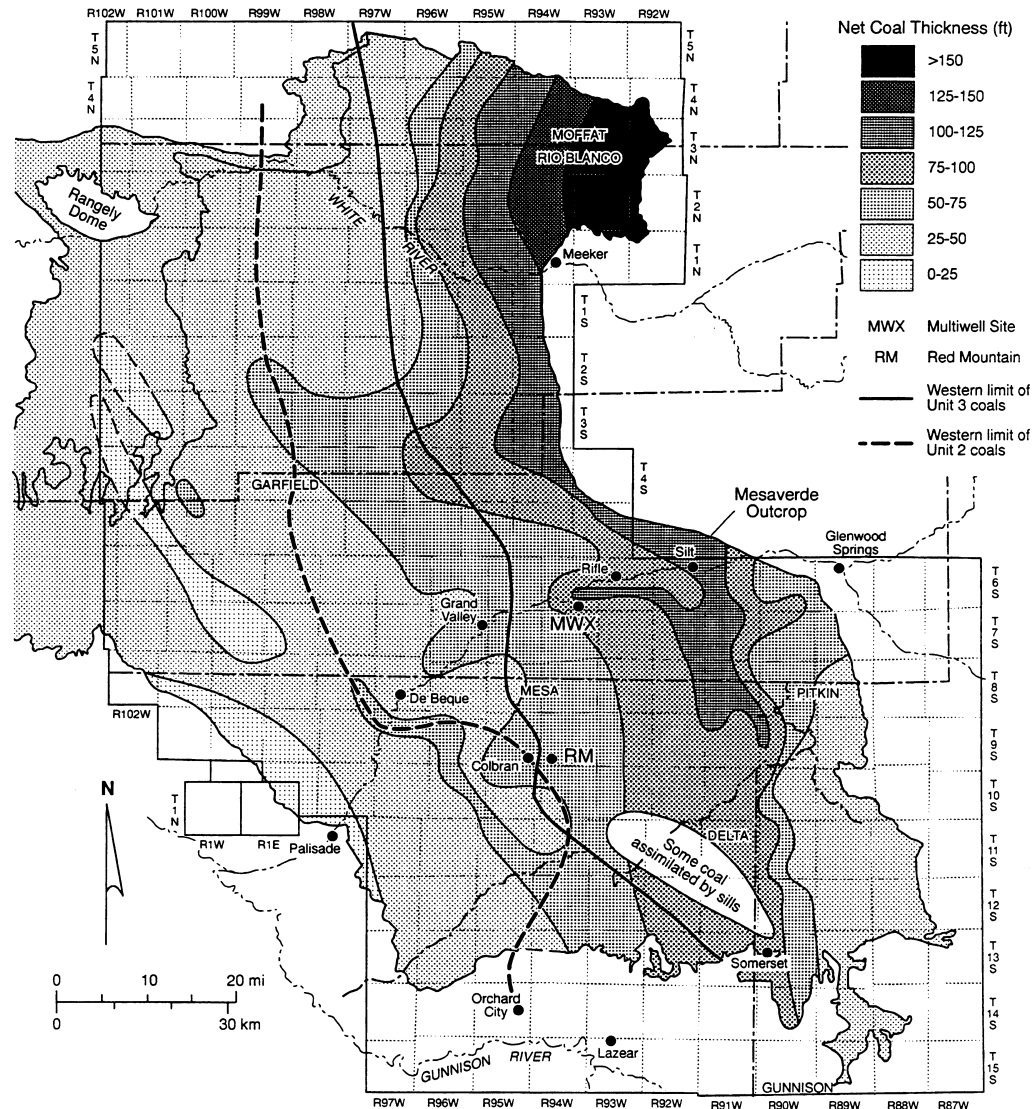 R102W R101W R100W R99W R98W R97W R96W R95W R94W R93W R92W
Net Coal Thickness (ft)
>150
125-150
100-125
75-100
50-75
25-50
0-25
MWX Multiwell Site
RM Red Mountain
Western limit of
Unit 3 coals
Western limit of
Unit 2 coals
T5N
T4N
T5N
T4N
T3N
T2N
T1N
T1S
T2S
T3S
T4S
MOFFAT
RIO BLANCO
Rangely
Dome
WHITE
RIVER
Meeker
GARFIELD
Mesaverde
Outcrop
Glenwood
Springs
Silt
Rifle
MWX
Grand
Valley
T6S
T7S
T8S
T9S
T10S
T11S
T12S
T13S
T14S
T15S
MESA
PITKIN
De Beque
R102W
RM
Colbran
N
T1N
R1W R1E
Palisade
DELTA
Some coal
assimilated by sills
Somerset
0 10 20 mi
0 30 km
Orchard
City
GUNNISON RIVER
Lazear
GUNNISON
R97W R96W R95W R94W R93W R92W R91W R90W R89W R88W R87W